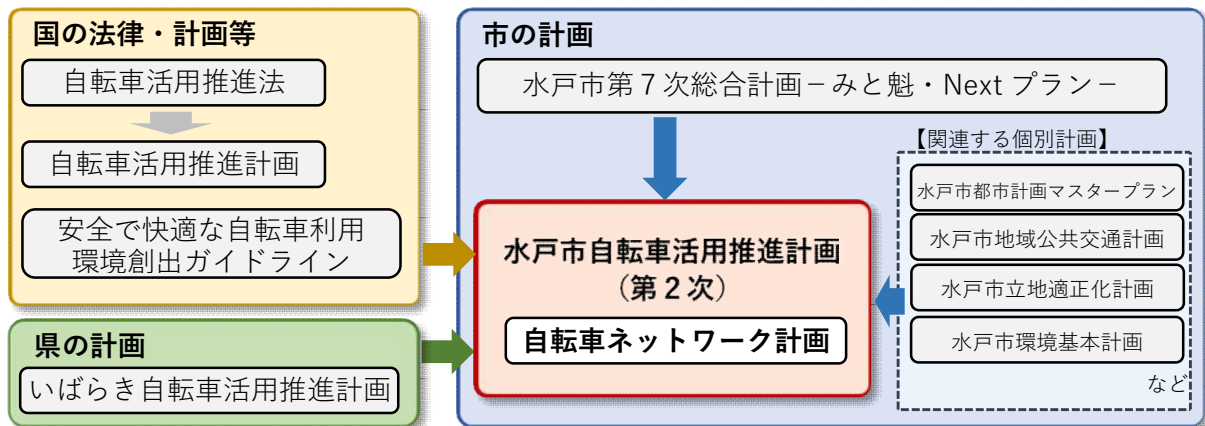 国の法律・計画等
自転車活用推進法
自転車活用推進計画
安全で快適な自転車利用
環境創出ガイドライン
県の計画
いばらき自転車活用推進計画
市の計画
水戸市第７次総合計画－みと魁・Next プラン－
【関連する個別計画】
水戸市都市計画マスタープラン
水戸市地域公共交通計画
水戸市立地適正化計画
水戸市環境基本計画
など
水戸市自転車活用推進計画
（第２次）
自転車ネットワーク計画